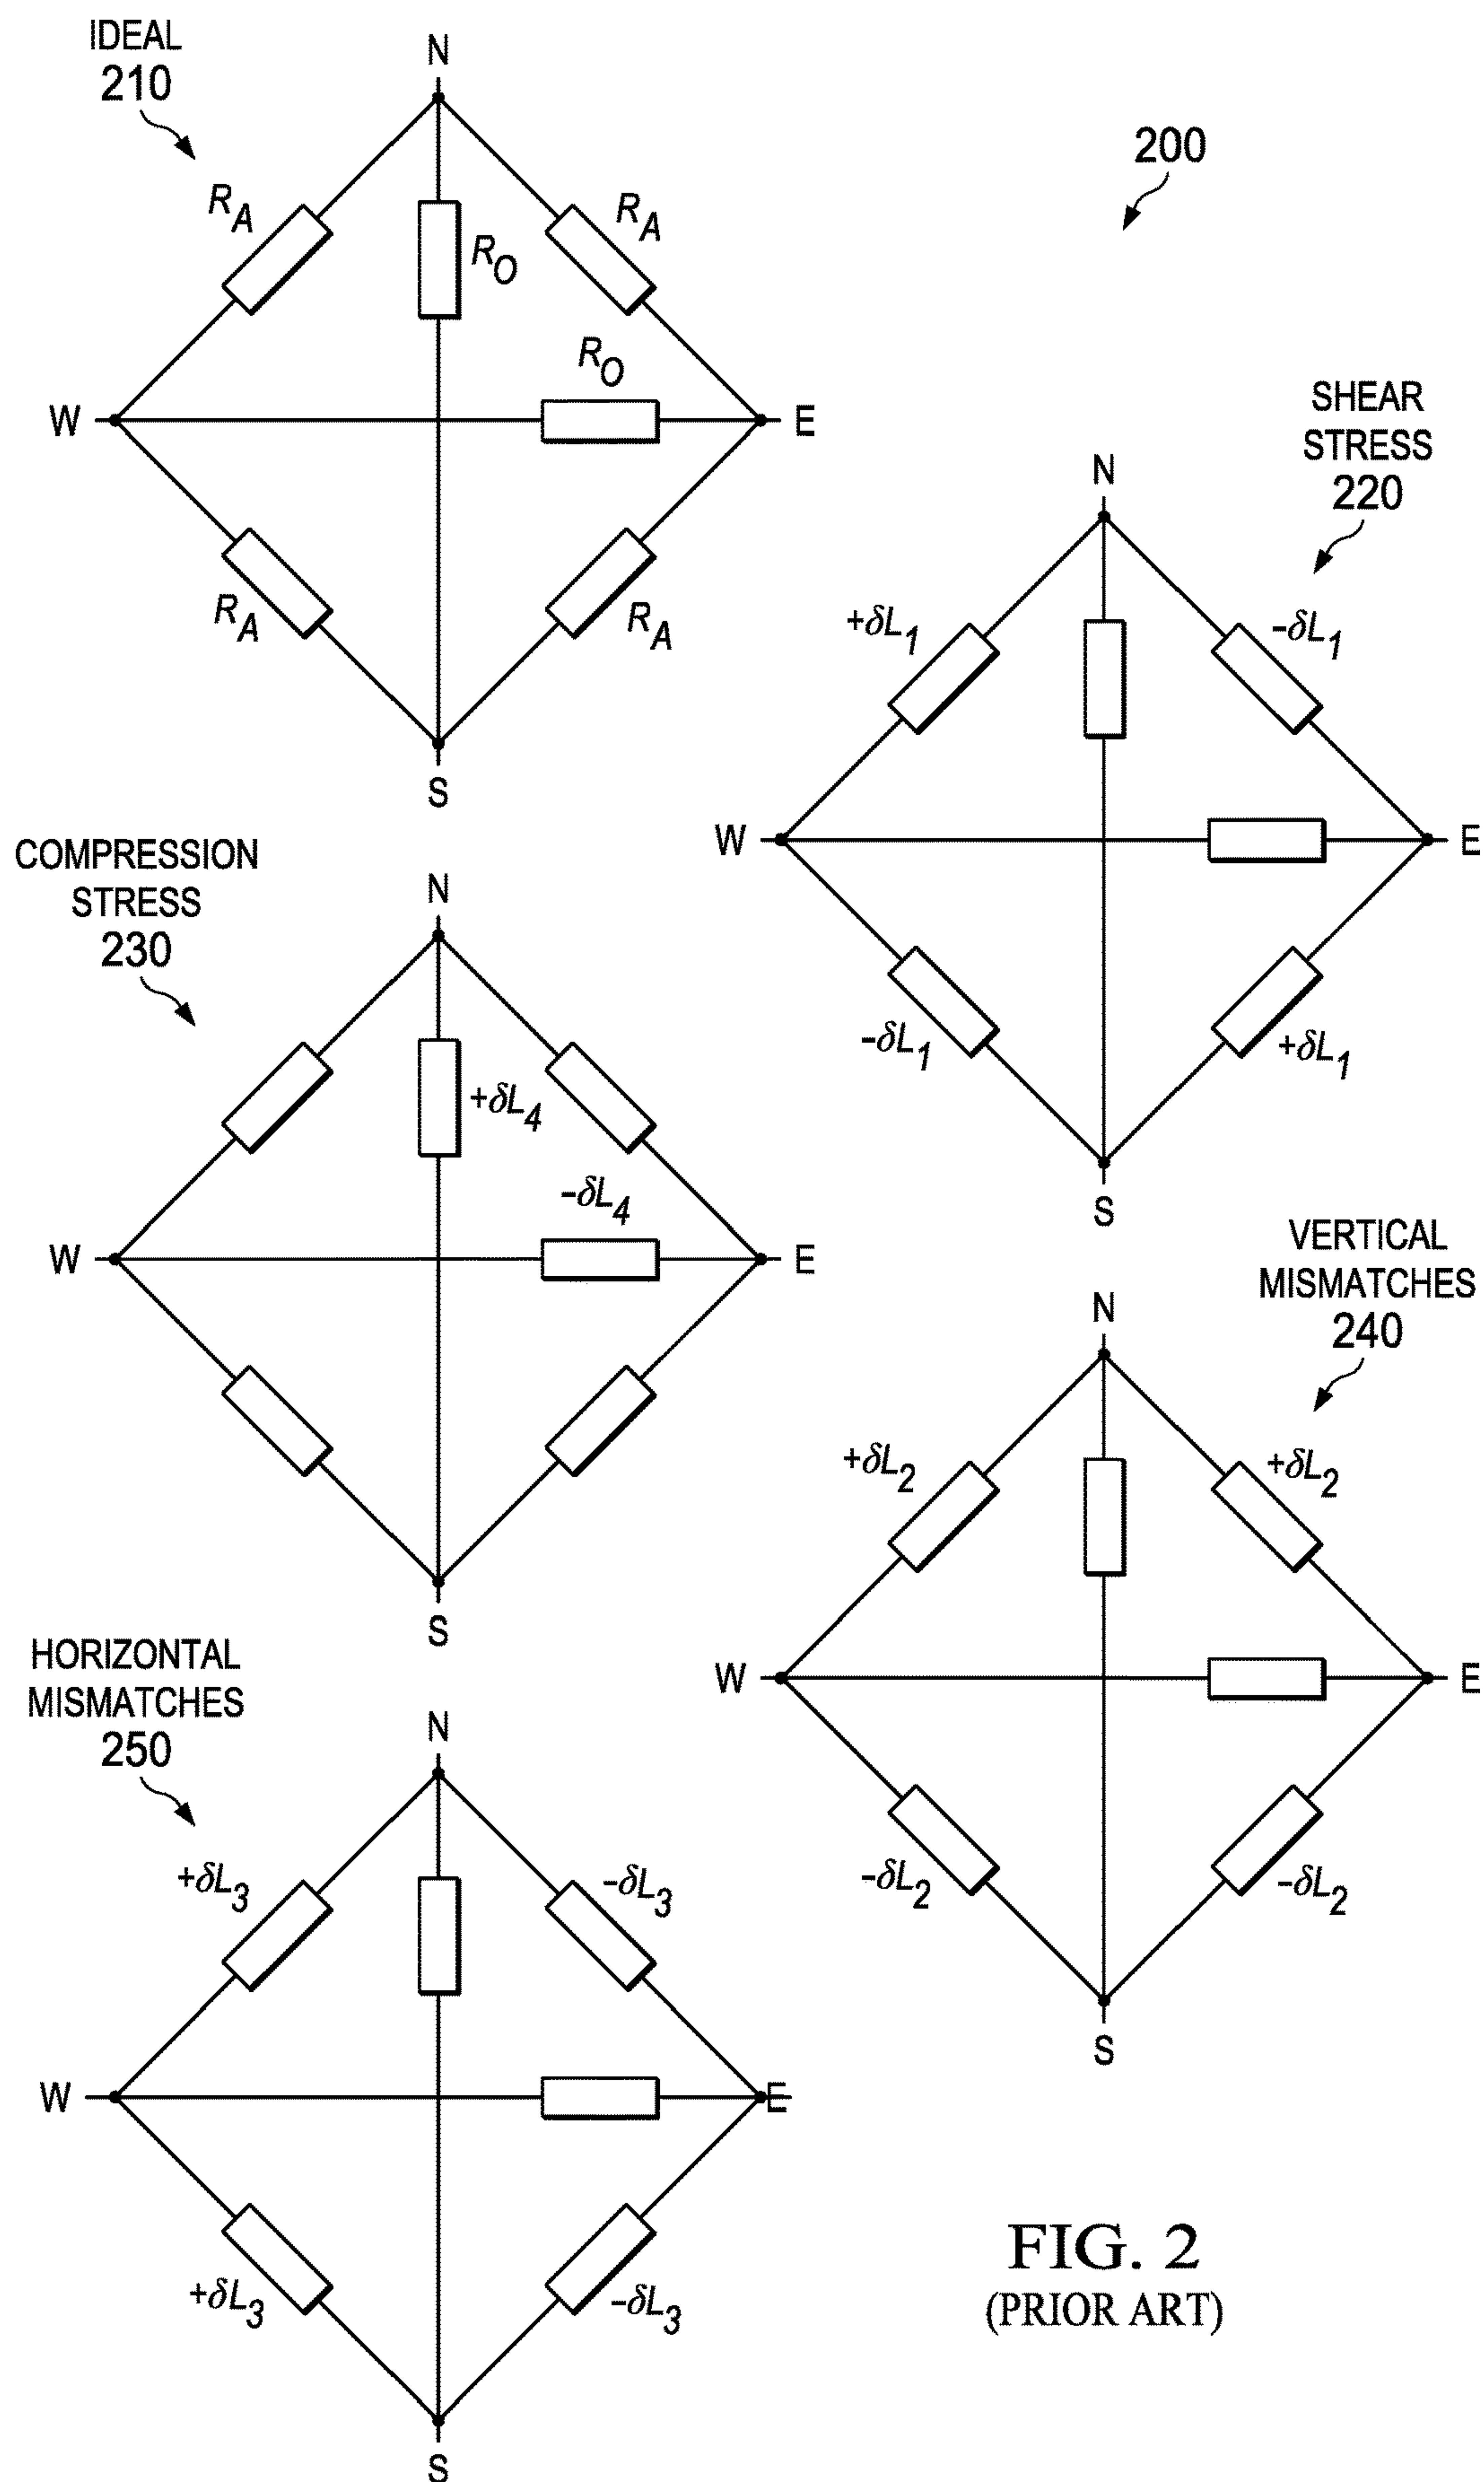 IDEAL
210
N
R_A
R_A
R_O
R_O
W
E
R_A
R_A
S
200
SHEAR
STRESS
220
N
+δL_1
-δL_1
W
E
-δL_1
+δL_1
S
COMPRESSION
STRESS
230
N
+δL_4
-δL_4
W
E
S
VERTICAL
MISMATCHES
240
N
+δL_2
+δL_2
W
E
-δL_2
-δL_2
S
HORIZONTAL
MISMATCHES
250
N
+δL_3
-δL_3
W
E
+δL_3
-δL_3
S
FIG. 2
(PRIOR ART)